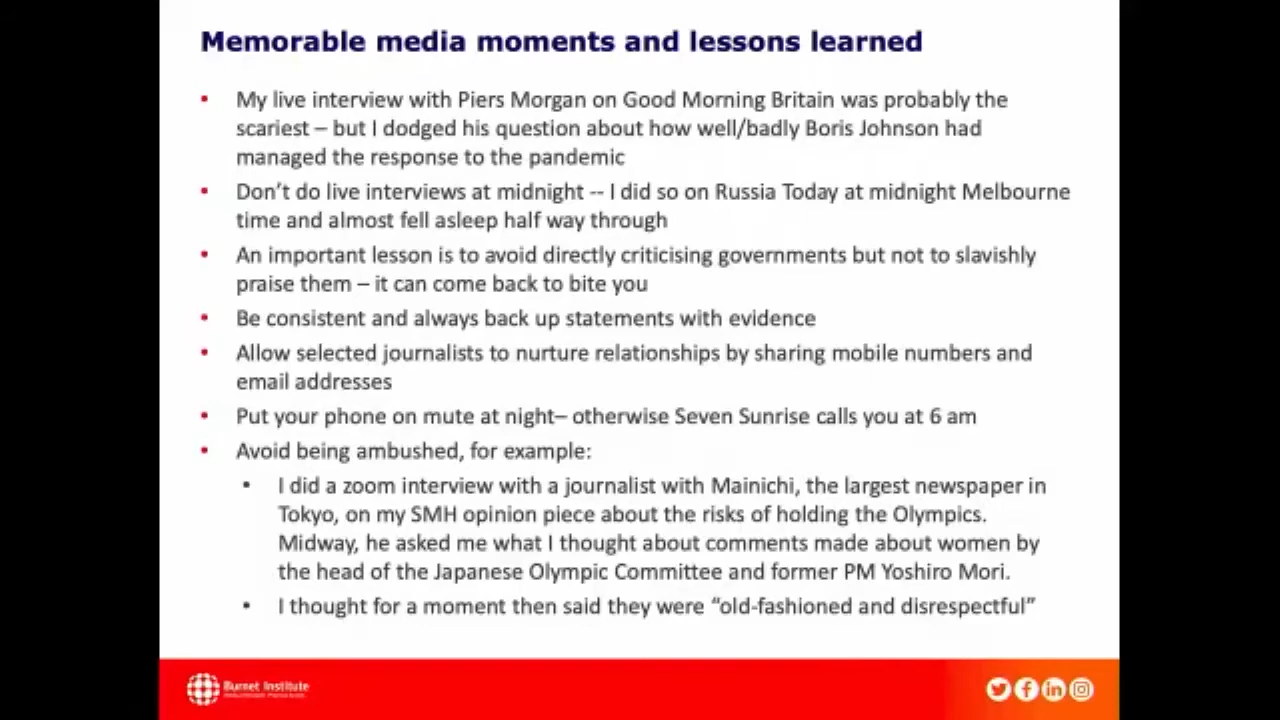 Memorable media moments and lessons learned
• My live interview with Piers Morgan on Good Morning Britain was probably the
scariest – but I dodged his question about how well/badly Boris Johnson had
managed the response to the pandemic
• Don't do live interviews at midnight -- I did so on Russia Today at midnight Melbourne
time and almost fell asleep half way through
• An important lesson is to avoid directly criticising governments but not to slavishly
praise them – it can come back to bite you
• Be consistent and always back up statements with evidence
• Allow selected journalists to nurture relationships by sharing mobile numbers and
email addresses
• Put your phone on mute at night– otherwise Seven Sunrise calls you at 6 am
• Avoid being ambushed, for example:
• I did a zoom interview with a journalist with Mainichi, the largest newspaper in
Tokyo, on my SMH opinion piece about the risks of holding the Olympics.
Midway, he asked me what I thought about comments made about women by
the head of the Japanese Olympic Committee and former PM Yoshiro Mori.
• I thought for a moment then said they were “old-fashioned and disrespectful”
Burnet Institute